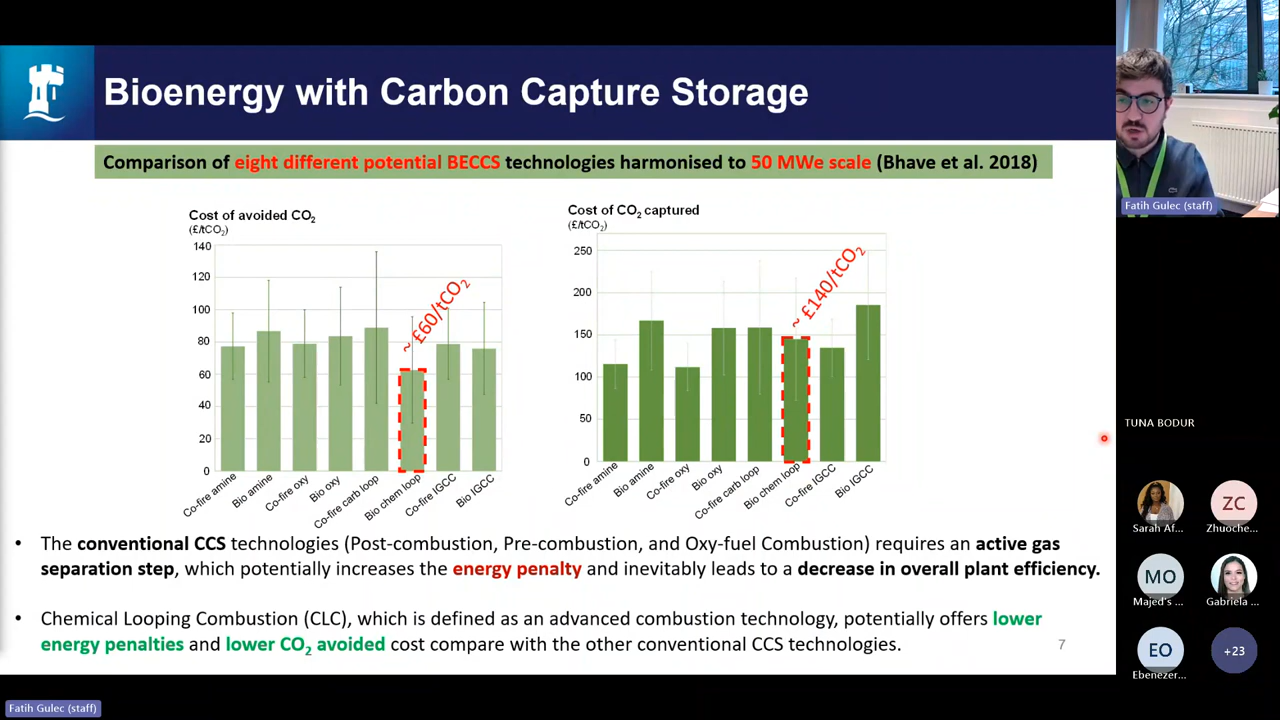 Bioenergy with Carbon Capture Storage
Comparison of eight different potential BECCS technologies harmonised to 50 MWe scale (Bhave et al. 2018)
Cost of avoided CO2
(£/tCO2)
140
120
100
80
60
40
20
0
~ £60/tCO2
Co-fire amine
Bio amine
Co-fire oxy
Bio oxy
Co-fire carb loop
Bio chem loop
Co-fire IGCC
Bio IGCC
Cost of CO2 captured
(£/tCO2)
250
200
150
100
50
0
~ £140/tCO2
Co-fire amine
Bio amine
Co-fire oxy
Bio oxy
Co-fire carb loop
Bio chem loop
Co-fire IGCC
Bio IGCC
• The conventional CCS technologies (Post-combustion, Pre-combustion, and Oxy-fuel Combustion) requires an active gas
separation step, which potentially increases the energy penalty and inevitably leads to a decrease in overall plant efficiency.
• Chemical Looping Combustion (CLC), which is defined as an advanced combustion technology, potentially offers lower
energy penalties and lower CO2 avoided cost compare with the other conventional CCS technologies.
7
Fatih Gulec (staff)
TUNA BODUR
Sarah Af...
ZC
Zhuoche...
MO
Majed's ...
Gabriela ...
EO
Ebenezer...
+23
Fatih Gulec (staff)